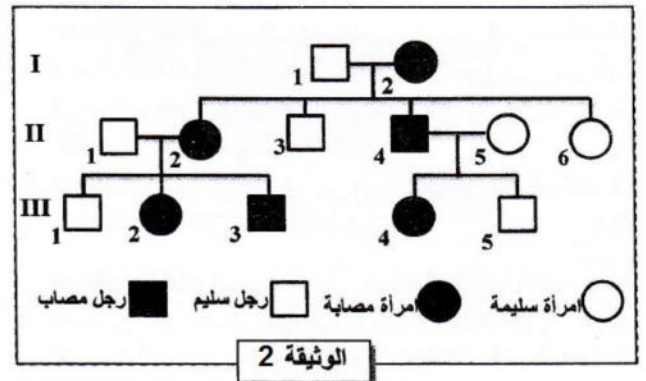 I
1 2
II
1 2 3 4 5 6
III
1 2 3 4 5
امرأة سليمة امرأة مصابة رجل سليم رجل مصاب
الوثيقة 2